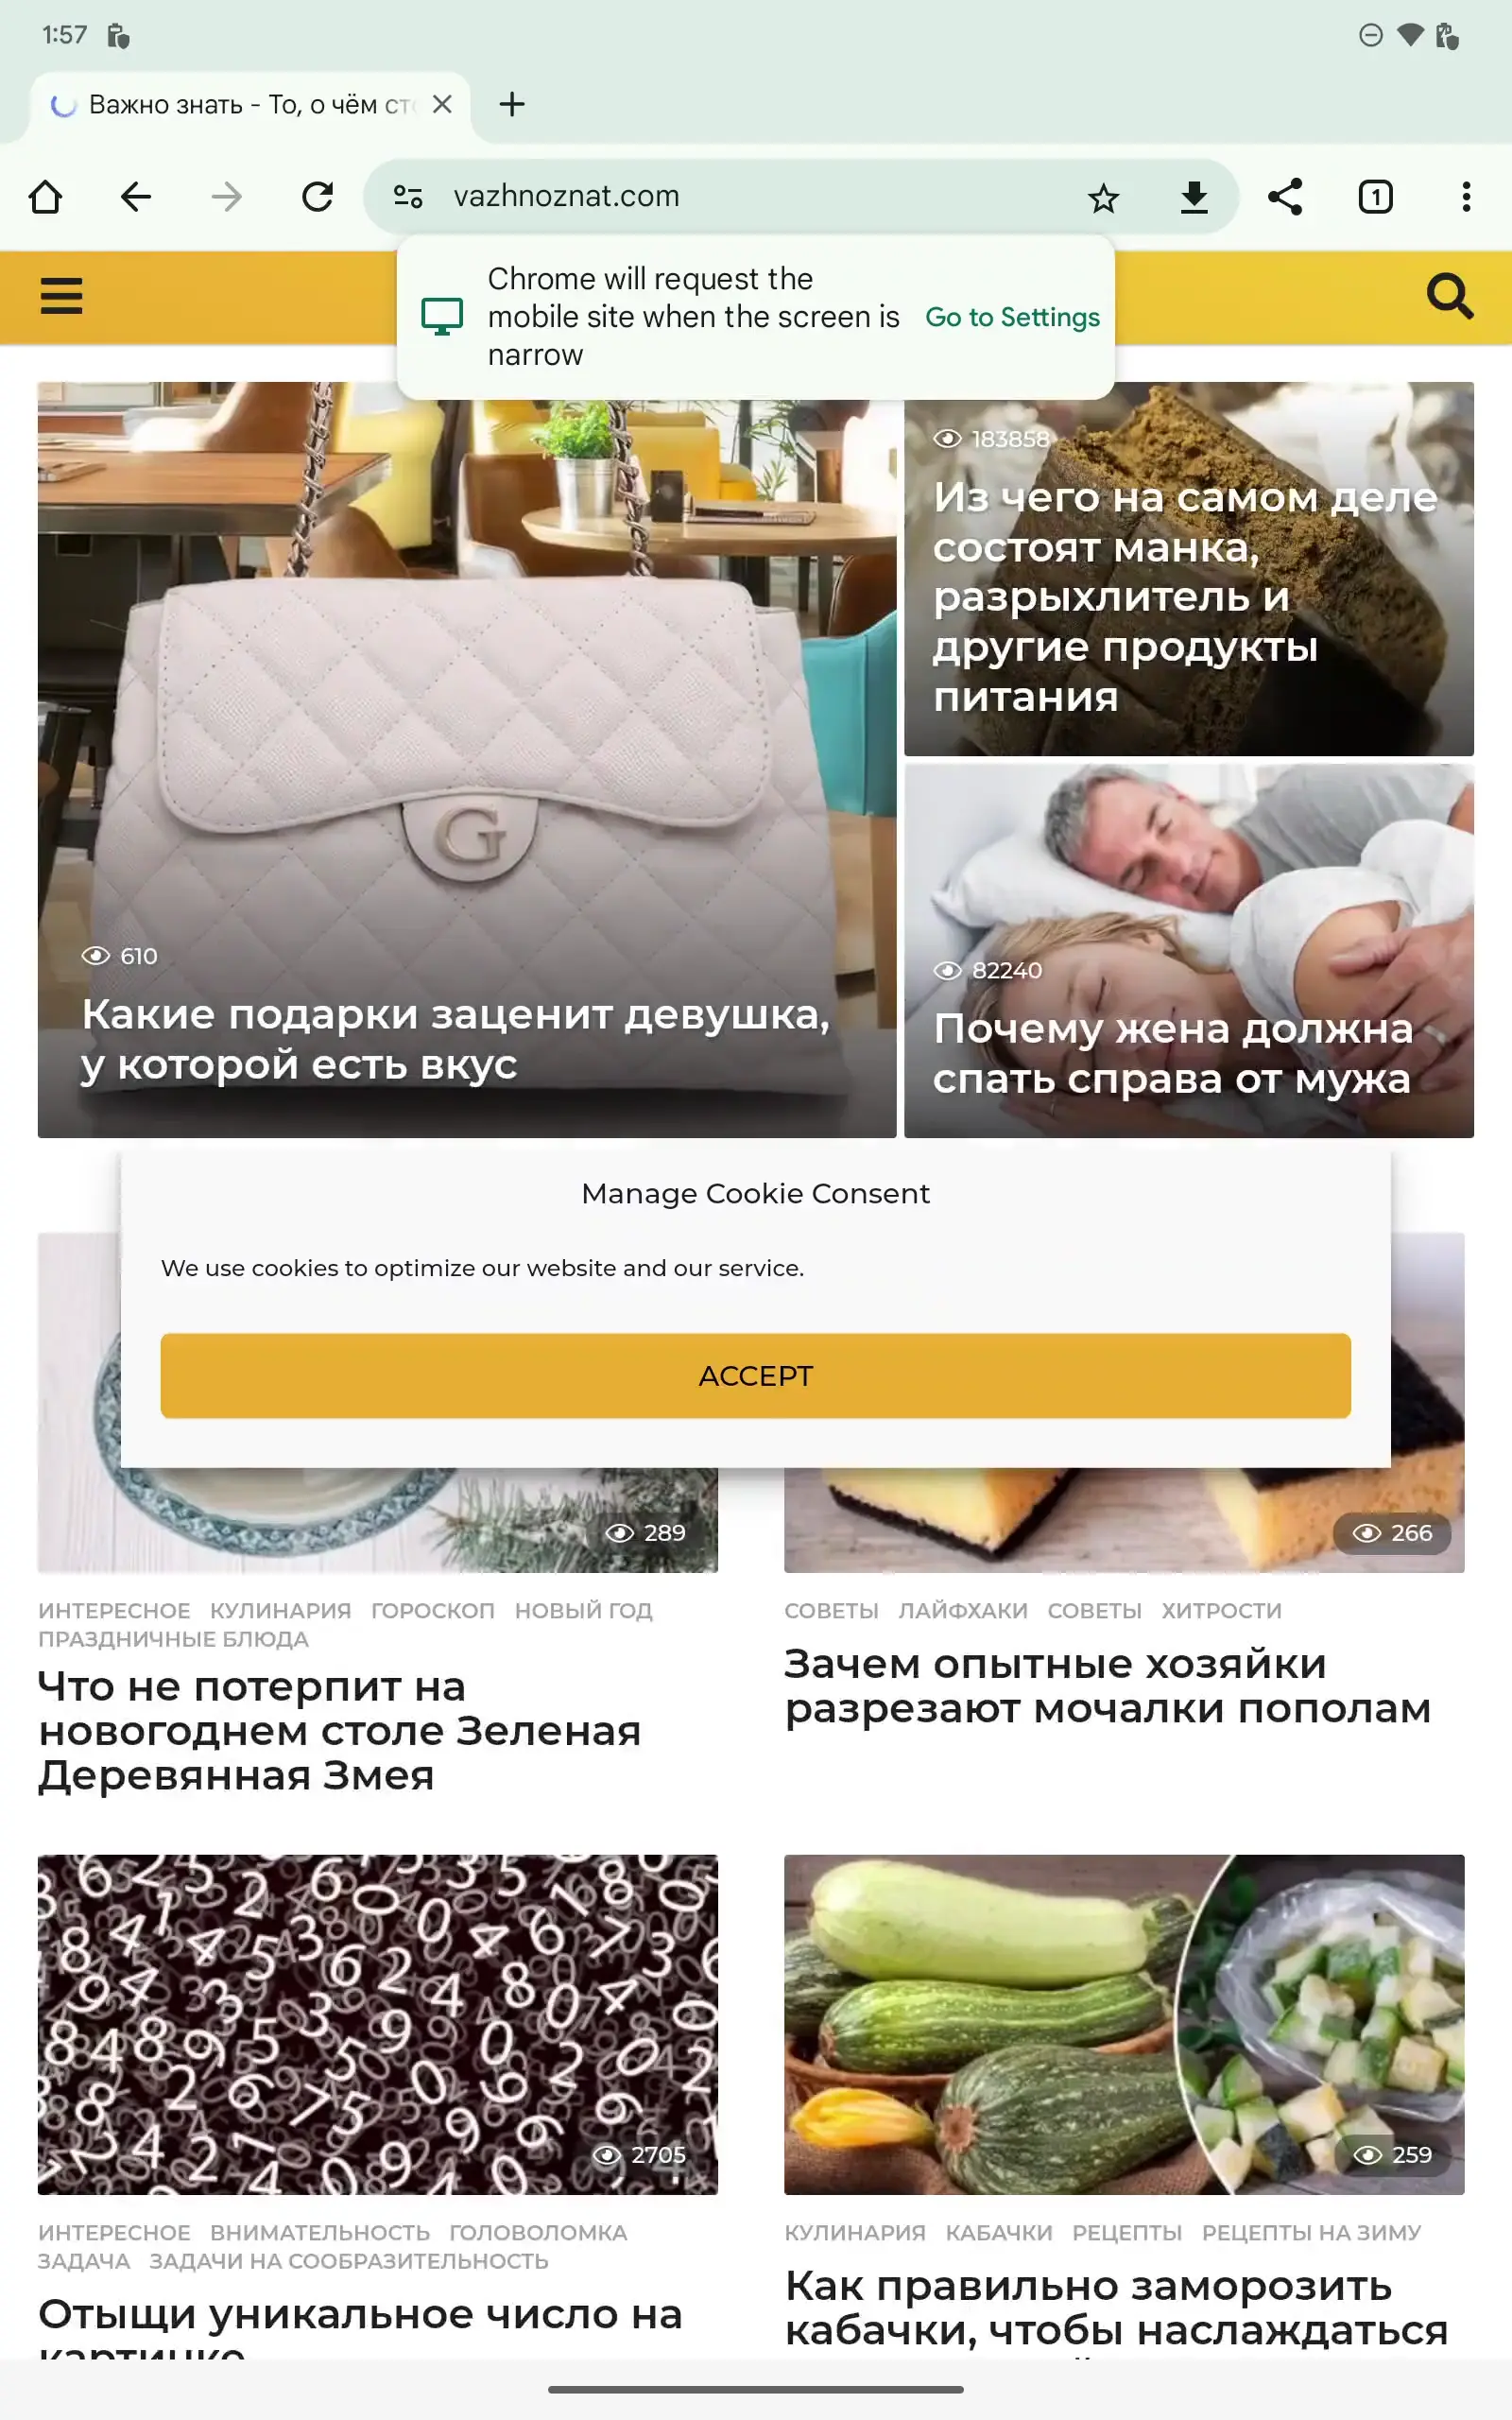 1:57
Важно знать - То, о чём
vazhnoznat.com
1
Chrome will request the
mobile site when the screen is
narrow
Go to Settings
G
610
Какие подарки заценит девушка,
у которой есть вкус
183858
Из чего на самом деле
состоят манка,
разрыхлитель и
другие продукты
питания
82240
Почему жена должна
спать справа от мужа
Manage Cookie Consent
We use cookies to optimize our website and our service.
ACCEPT
289
ИНТЕРЕСНОЕ КУЛИНАРИЯ ГОРОСКОП НОВЫЙ ГОД
ПРАЗДНИЧНЫЕ БЛЮДА
Что не потерпит на
новогоднем столе Зеленая
Деревянная Змея
266
СОВЕТЫ ЛАЙФХАКИ СОВЕТЫ ХИТРОСТИ
Зачем опытные хозяйки
разрезают мочалки пополам
2705
ИНТЕРЕСНОЕ ВНИМАТЕЛЬНОСТЬ ГОЛОВОЛОМКА
ЗАДАЧА ЗАДАЧИ НА СООБРАЗИТЕЛЬНОСТЬ
Отыщи уникальное число на
картинке
259
КУЛИНАРИЯ КАБАЧКИ РЕЦЕПТЫ РЕЦЕПТЫ НА ЗИМУ
Как правильно заморозить
кабачки, чтобы наслаждаться